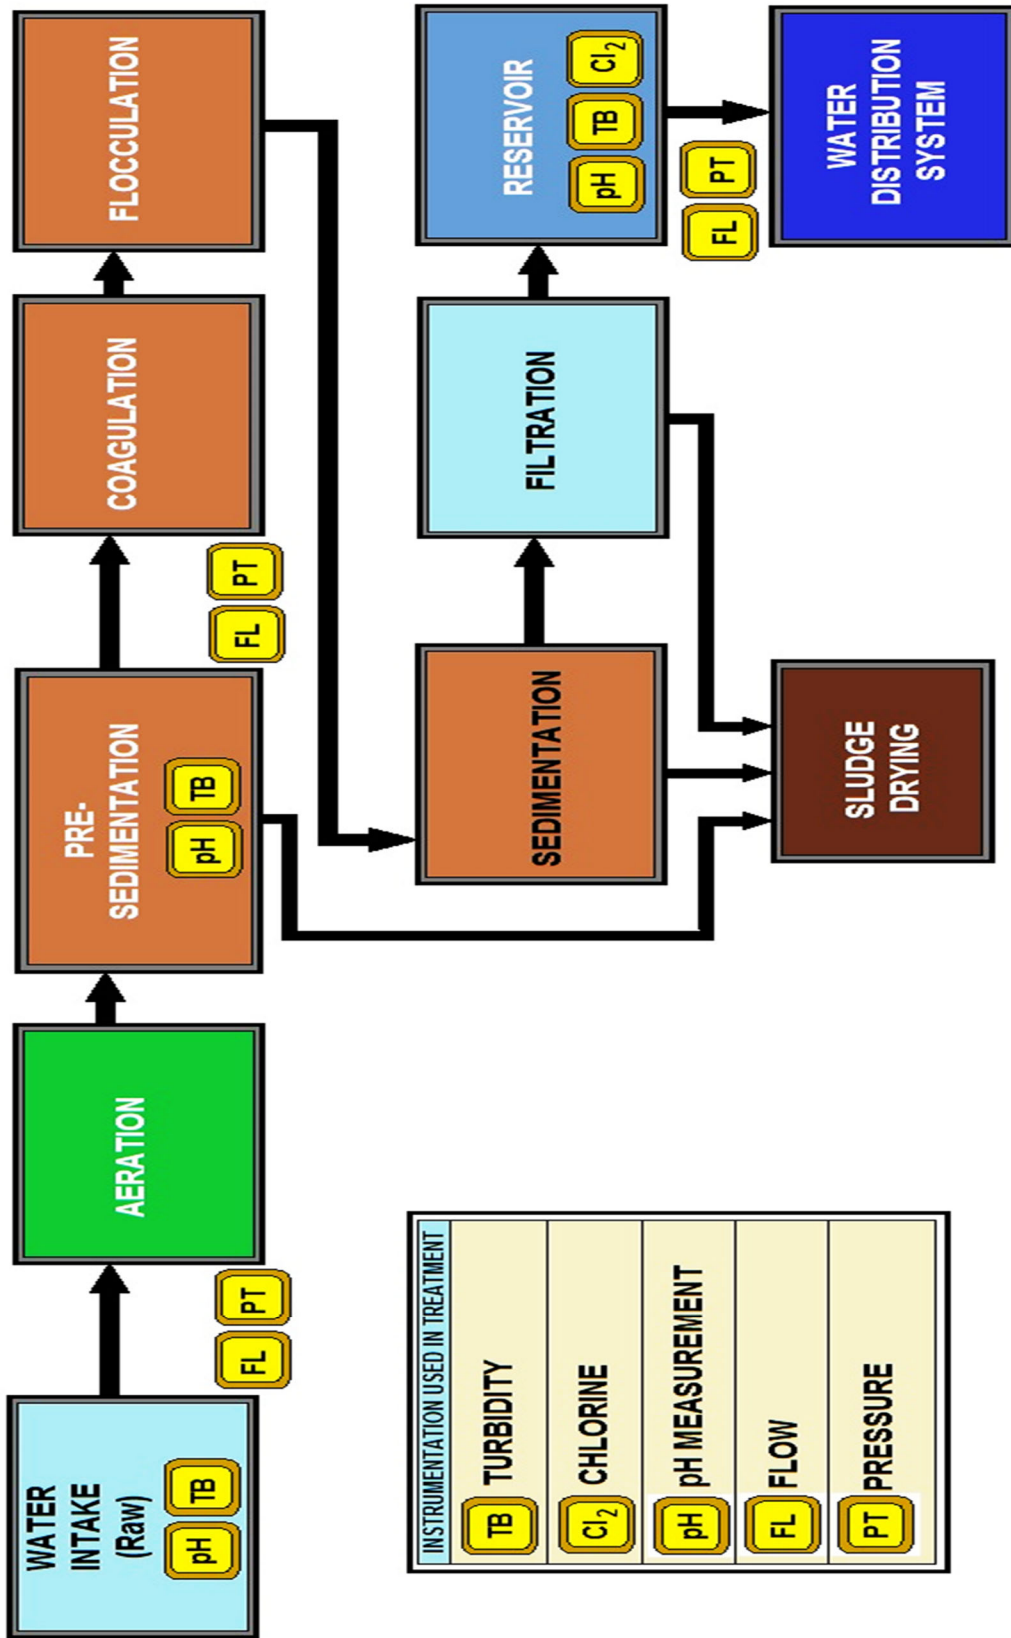 WATER
INTAKE
(Raw)
pH TB
FL PT
AERATION
PRE-
SEDIMENTATION
pH TB
FL PT
COAGULATION
FLOCCULATION
SEDIMENTATION
FILTRATION
RESERVOIR
pH TB Cl₂
FL PT
WATER
DISTRIBUTION
SYSTEM
SLUDGE
DRYING
INSTRUMENTATION USED IN TREATMENT
TB TURBIDITY
Cl₂ CHLORINE
pH pH MEASUREMENT
FL FLOW
PT PRESSURE